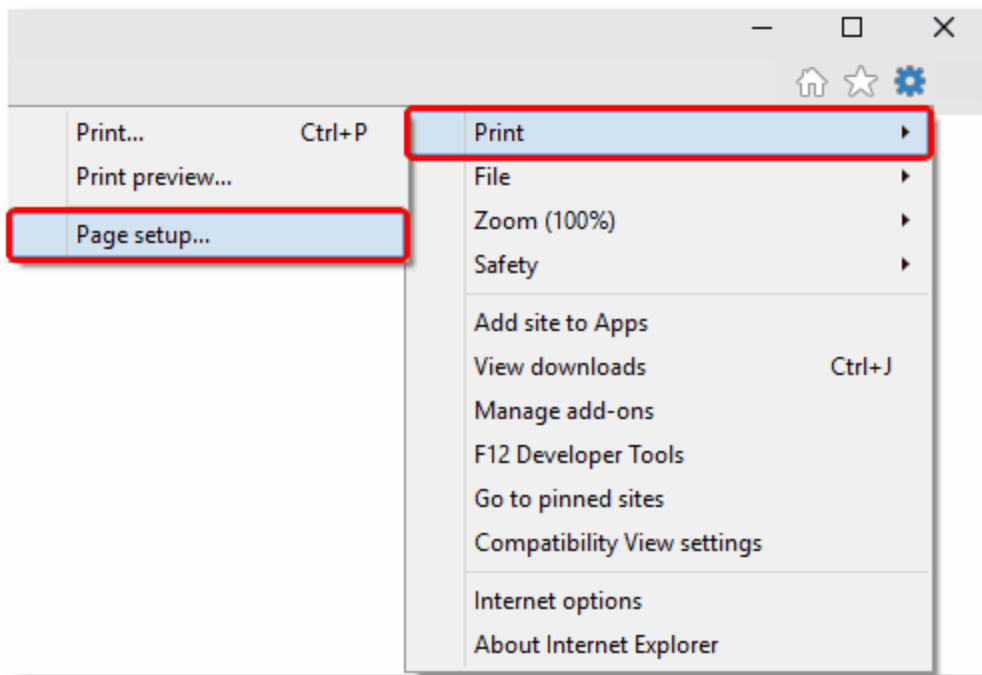 Print... Ctrl+P
Print preview...
Page setup...
Print
File
Zoom (100%)
Safety
Add site to Apps
View downloads Ctrl+J
Manage add-ons
F12 Developer Tools
Go to pinned sites
Compatibility View settings
Internet options
About Internet Explorer